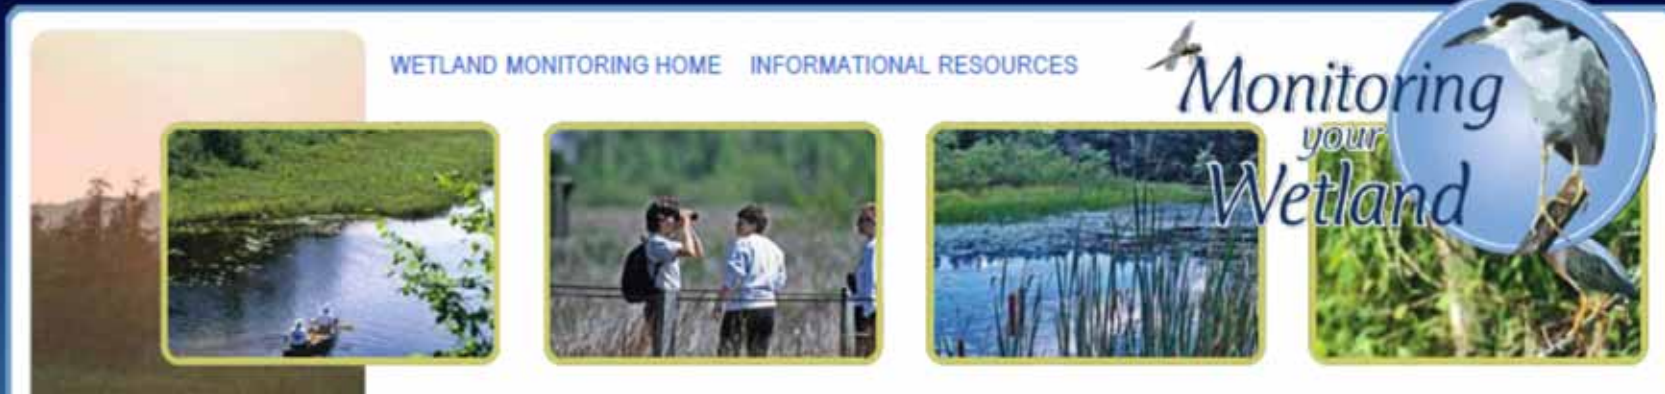 WETLAND MONITORING HOME INFORMATIONAL RESOURCES
Monitoring
your
Wetland